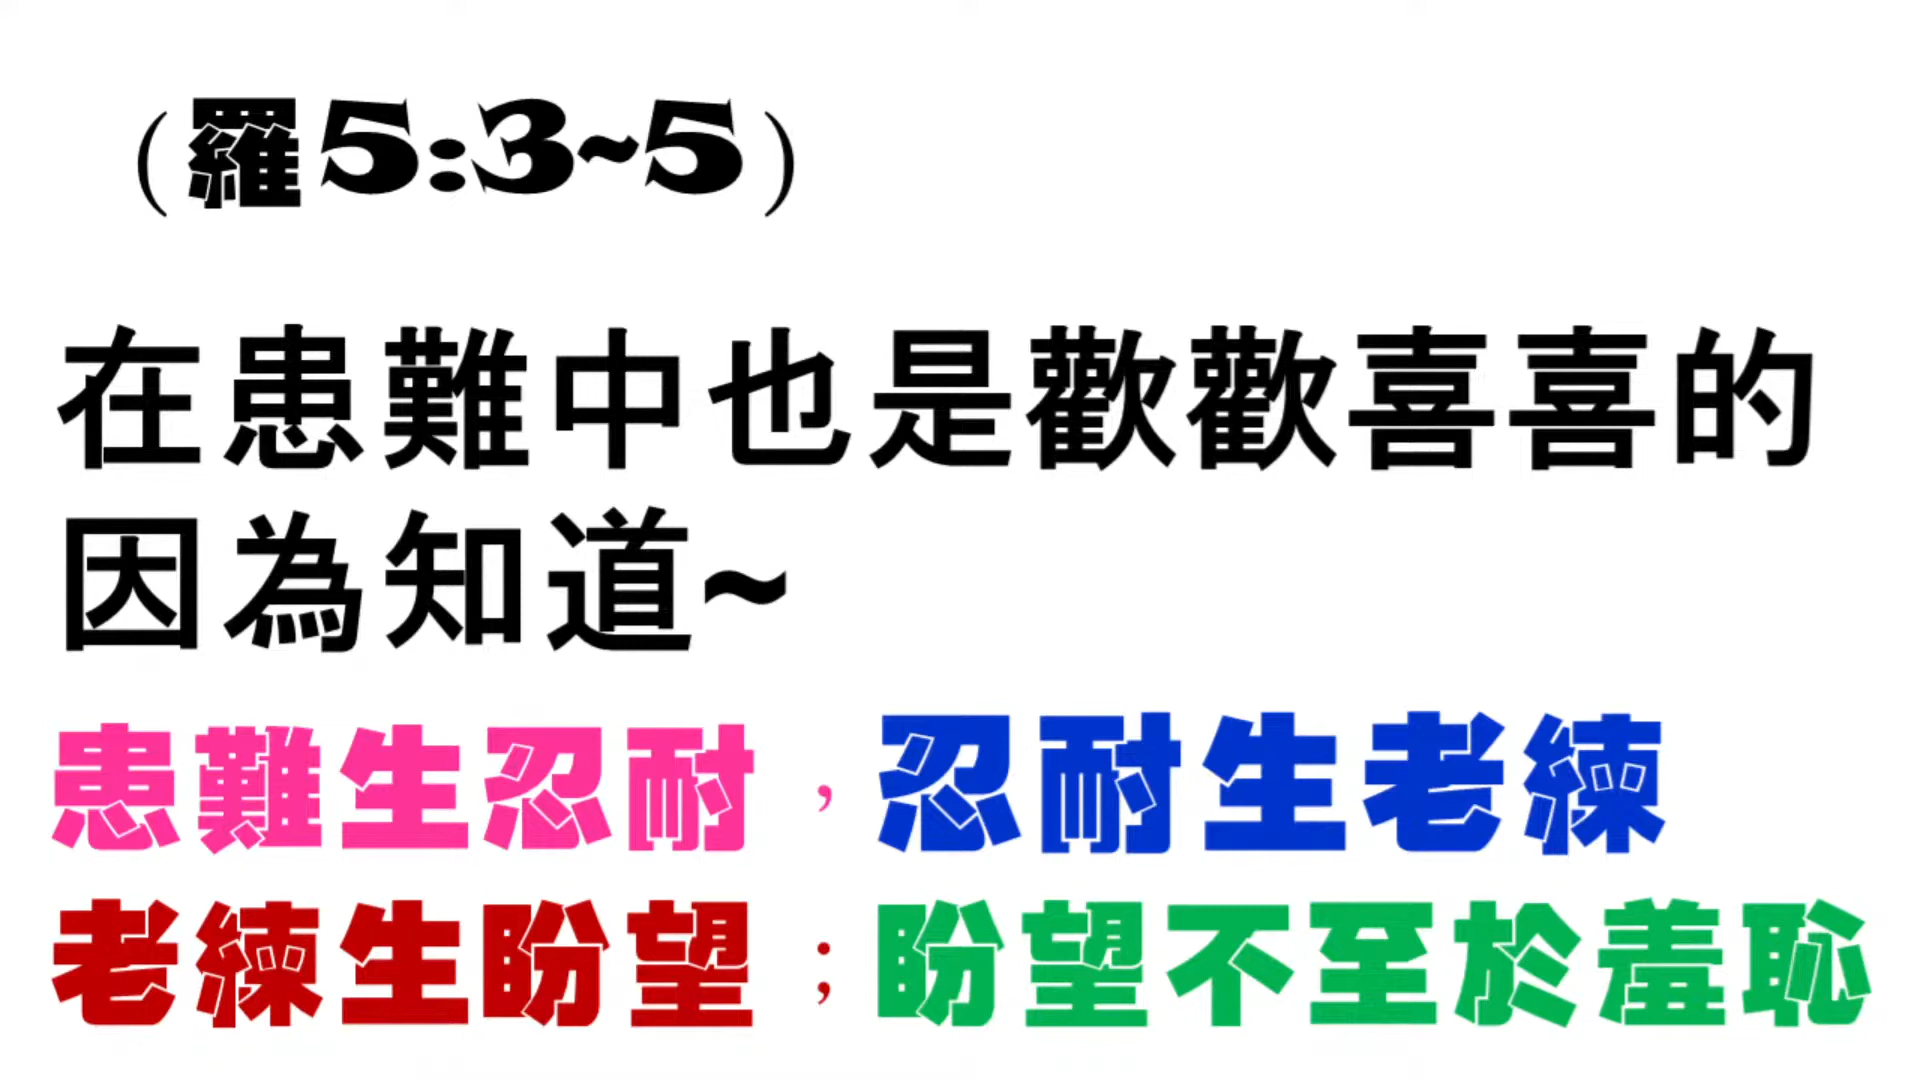 (羅5:3~5)
在患難中也是歡歡喜喜的
因為知道~
患難生忍耐，忍耐生老練
老練生盼望；盼望不至於羞恥